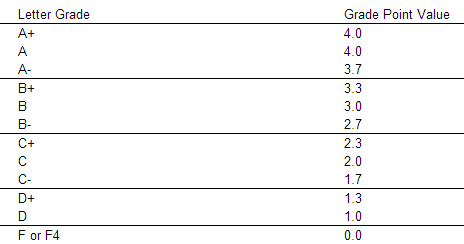 Letter Grade Grade Point Value
A+ 4.0
A 4.0
A- 3.7
B+ 3.3
B 3.0
B- 2.7
C+ 2.3
C 2.0
C- 1.7
D+ 1.3
D 1.0
F or F4 0.0